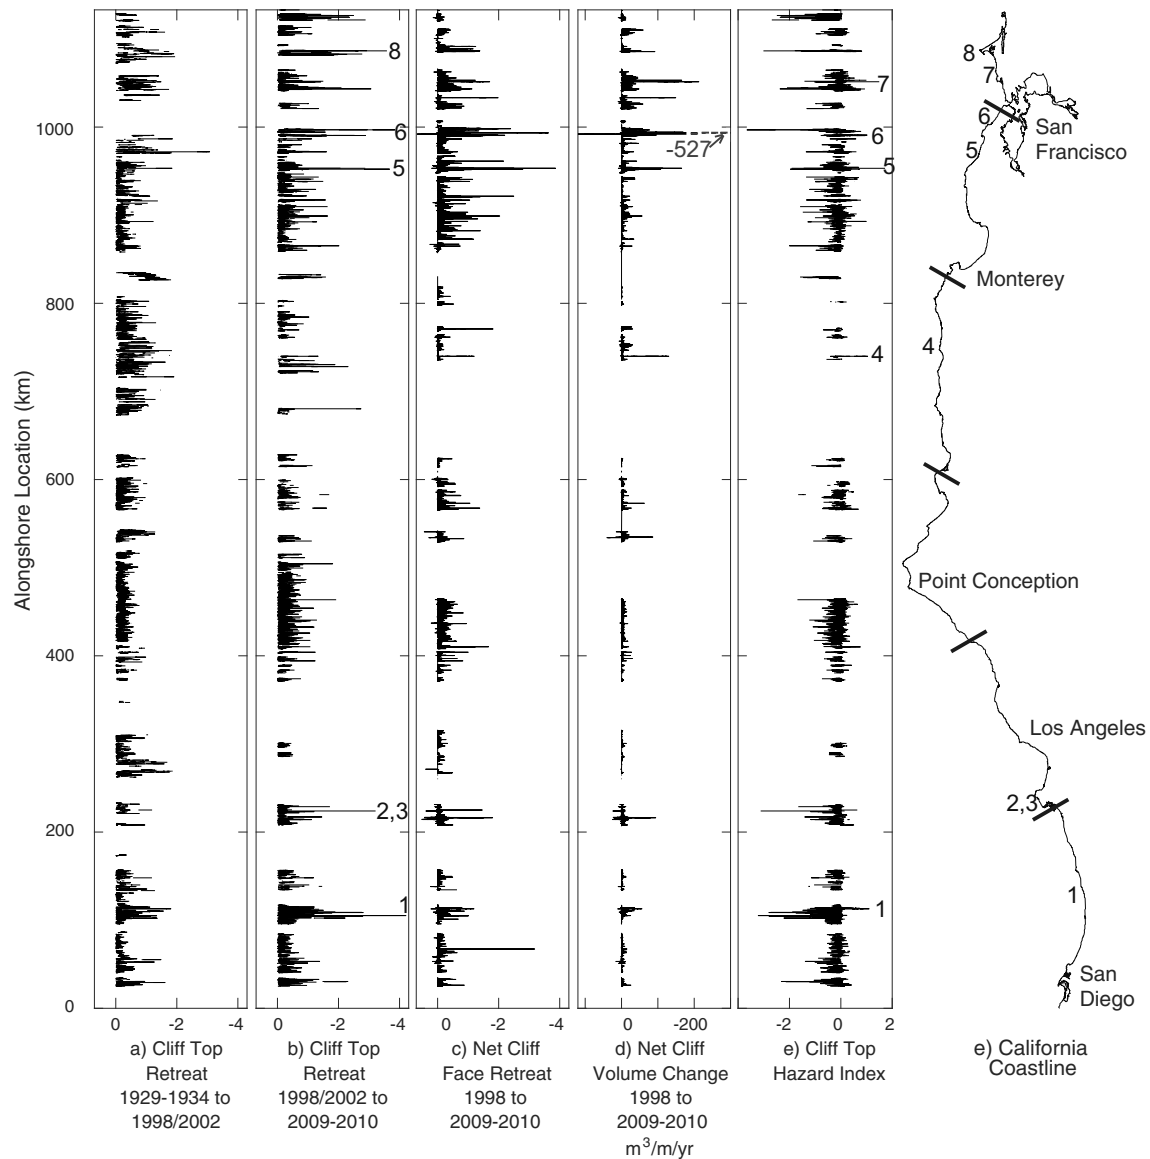 8
8
7
7
1000
6
6
6
San
Francisco
-527
5
5
5
Monterey
800
4
4
600
Point Conception
400
Los Angeles
200
2,3
2,3
1
1
1
San
Diego
0
Alongshore Location (km)
0 -2 -4
0 -2 -4
0 -2 -4
0 -200
-2 0 2
a) Cliff Top
Retreat
1929-1934 to
1998/2002
b) Cliff Top
Retreat
1998/2002 to
2009-2010
c) Net Cliff
Face Retreat
1998 to
2009-2010
d) Net Cliff
Volume Change
1998 to
2009-2010
m³/m/yr
e) Cliff Top
Hazard Index
e) California
Coastline